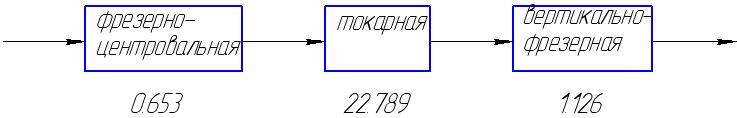 фрезерно-
центровальная
токарная
вертикально-
фрезерная
0.653
22.789
1.126